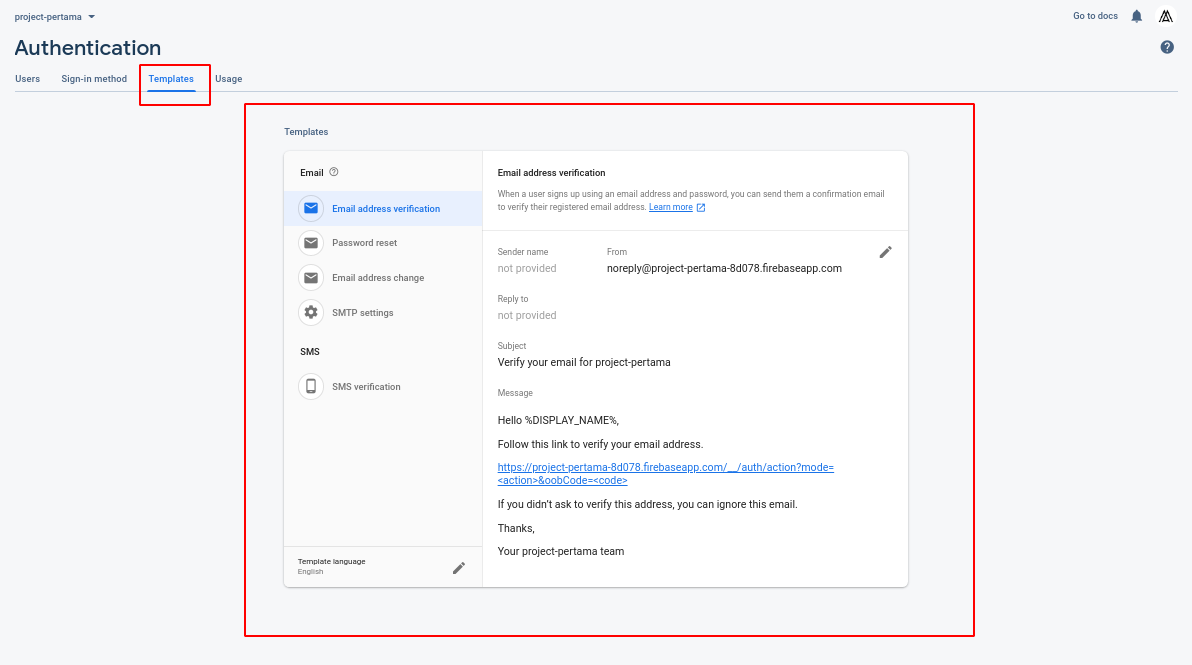 project-pertama
Go to docs
Authentication
Users Sign-in method Templates Usage
Templates
Email
Email address verification
Password reset
Email address change
SMTP settings
SMS
SMS verification
Template language
English
Email address verification
When a user signs up using an email address and password, you can send them a confirmation email
to verify their registered email address. Learn more
Sender name From
not provided noreply@project-pertama-8d078.firebaseapp.com
Reply to
not provided
Subject
Verify your email for project-pertama
Message
Hello %DISPLAY_NAME%,
Follow this link to verify your email address.
https://project-pertama-8d078.firebaseapp.com/__/auth/action?mode=
<action>&oobCode=<code>
If you didn't ask to verify this address, you can ignore this email.
Thanks,
Your project-pertama team